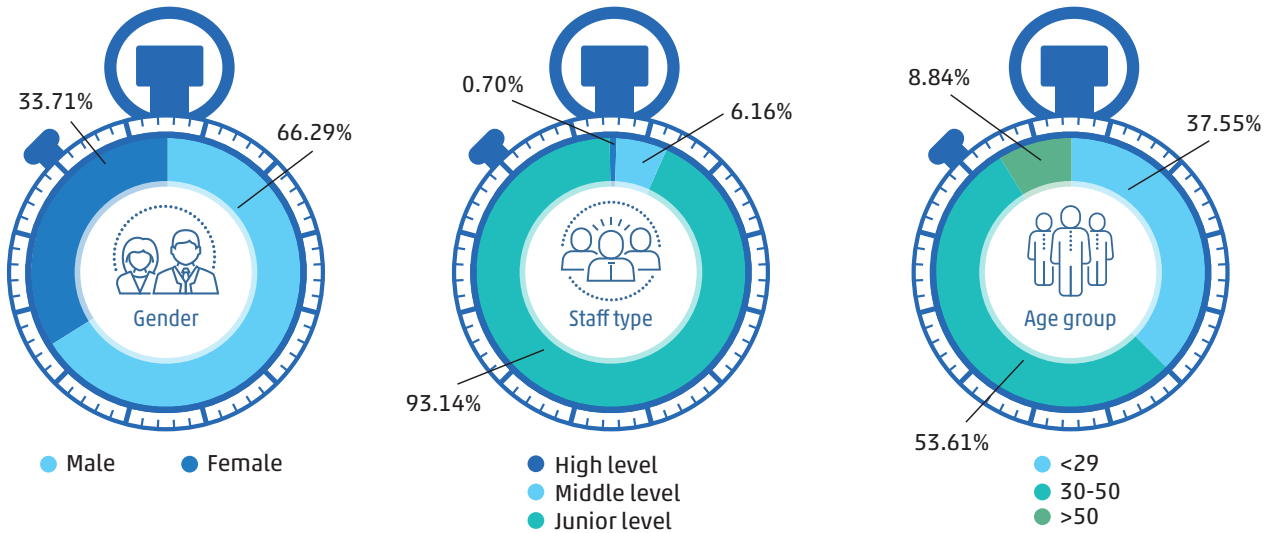 33.71%
66.29%
Gender
Male
Female
0.70%
6.16%
Staff type
93.14%
High level
Middle level
Junior level
8.84%
37.55%
Age group
53.61%
<29
30-50
>50